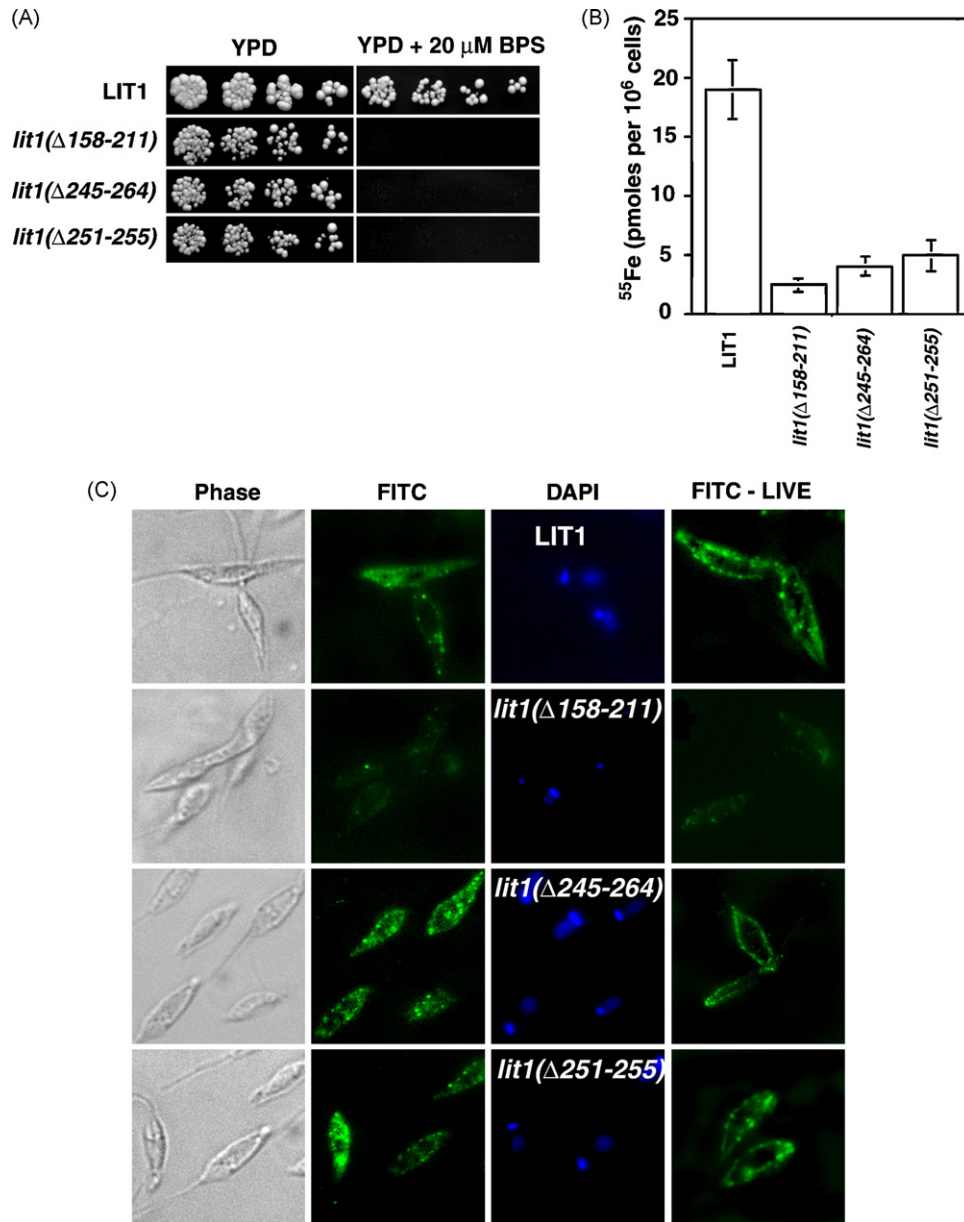 (A)
YPD
YPD + 20 μM BPS
LIT1
lit1(Δ158-211)
lit1(Δ245-264)
lit1(Δ251-255)
(B)
55Fe (pmoles per 10⁶ cells)
25
20
15
10
5
0
LIT1
lit1(Δ158-211)
lit1(Δ245-264)
lit1(Δ251-255)
(C)
Phase
FITC
DAPI
FITC - LIVE
LIT1
lit1(Δ158-211)
lit1(Δ245-264)
lit1(Δ251-255)